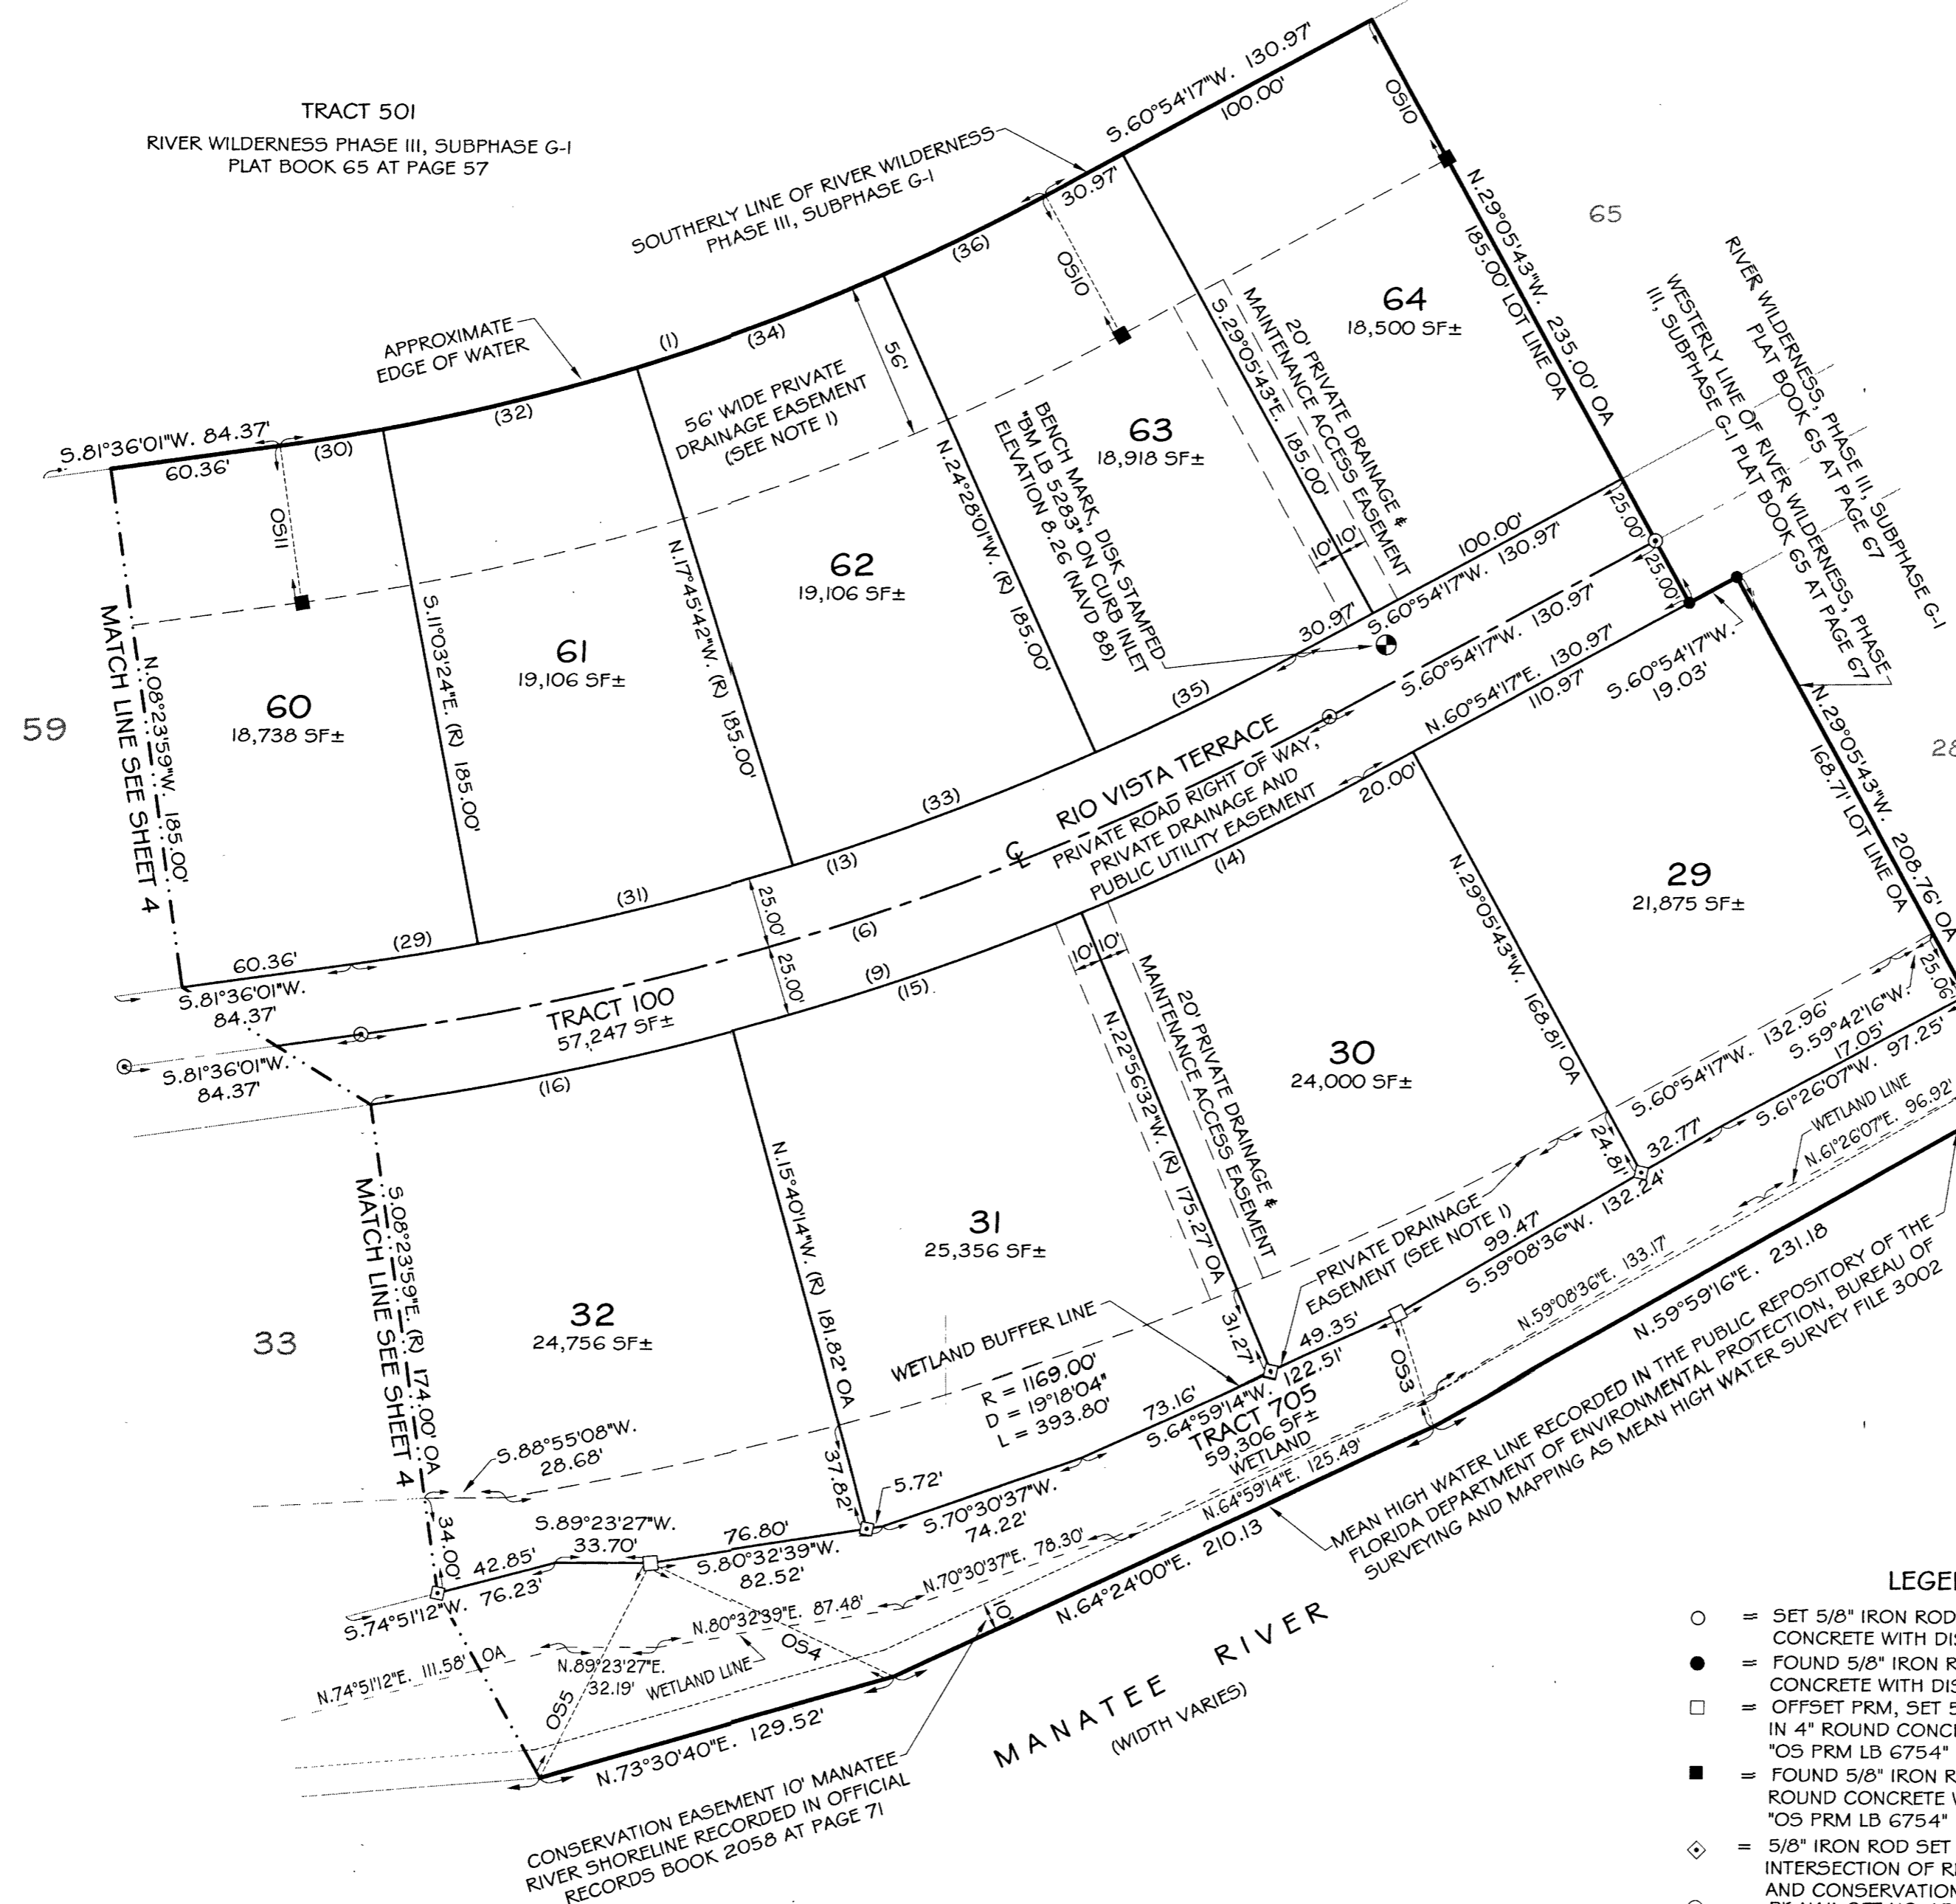 TRACT 501
RIVER WILDERNESS PHASE III, SUBPHASE G-1
PLAT BOOK 65 AT PAGE 57
SOUTHERLY LINE OF RIVER WILDERNESS
PHASE III, SUBPHASE G-1
APPROXIMATE
EDGE OF WATER
S.60°54'17"W. 130.97'
100.00'
30.97'
(36)
(34)
(1)
(32)
(30)
S.81°36'01"W. 84.37'
60.36'
OS10
OS10
OS11
N.29°05'43"W. 235.00' OA
185.00' LOT LINE OA
65
64
18,500 SF±
20' PRIVATE DRAINAGE &
MAINTENANCE ACCESS EASEMENT
S.29°05'43"E. 185.00'
10' 10'
RIVER WILDERNESS, PHASE III, SUBPHASE G-1
PLAT BOOK 65 AT PAGE 67
WESTERLY LINE OF RIVER WILDERNESS, PHASE
III, SUBPHASE G-1 PLAT BOOK 65 AT PAGE 67
63
18,918 SF±
BENCH MARK, DISK STAMPED
"BM LB 5283" ON CURB INLET
ELEVATION 8.26 (NAVD 88)
56'
56' WIDE PRIVATE
DRAINAGE EASEMENT
(SEE NOTE 1)
N.24°28'01"W. (R) 185.00'
62
19,106 SF±
N.17°45'42"W. (R) 185.00'
61
19,106 SF±
S.11°03'24"E. (R) 185.00'
60
18,738 SF±
59
N.08°23'59"W. 185.00'
MATCH LINE SEE SHEET 4
100.00'
S.60°54'17"W. 130.97'
30.97'
25.00'
25.00'
S.60°54'17"W. 130.97'
N.60°54'17"E. 130.97'
110.97'
S.60°54'17"W.
19.03'
20.00'
(35)
(33)
(13)
(31)
(29)
60.36'
S.81°36'01"W.
84.37'
S.81°36'01"W.
84.37'
RIO VISTA TERRACE
PRIVATE ROAD RIGHT OF WAY,
PRIVATE DRAINAGE AND
PUBLIC UTILITY EASEMENT
(14)
(6)
25.00'
25.00'
(9)
(15)
(16)
TRACT 100
57,247 SF±
N.29°05'43"W. 208.76' OA
168.71' LOT LINE OA
28
29
21,875 SF±
N.29°05'43"W. 168.81' OA
30
24,000 SF±
10' 10'
20' PRIVATE DRAINAGE &
MAINTENANCE ACCESS EASEMENT
N.22°56'32"W. (R) 175.27' OA
31
25,356 SF±
N.15°40'14"W. (R) 181.82' OA
32
24,756 SF±
33
S.08°23'59"E. (R) 174.00' OA
MATCH LINE SEE SHEET 4
25.06'
S.60°54'17"W. 132.96'
S.59°42'16"W.
17.05'
S.61°26'07"W. 97.25'
32.77'
24.81'
WETLAND LINE
N.61°26'07"E. 96.92'
PRIVATE DRAINAGE
EASEMENT (SEE NOTE 1)
99.47'
S.59°08'36"W. 132.24'
N.59°08'36"E. 133.17'
N.59°59'16"E. 231.18
31.27'
49.35'
OS3
WETLAND BUFFER LINE
R = 1169.00'
D = 19°18'04"
L = 393.80'
73.16'
S.64°59'14"W. 122.51'
TRACT 705
59,306 SF±
WETLAND
N.64°59'14"E. 125.49'
37.82'
5.72'
S.70°30'37"W.
74.22'
N.70°30'37"E. 78.30'
S.88°55'08"W.
28.68'
34.00'
S.89°23'27"W.
33.70'
42.85'
S.74°51'12"W. 76.23'
76.80'
S.80°32'39"W.
82.52'
N.80°32'39"E. 87.48'
OS4
OS5
N.89°23'27"E.
32.19'
WETLAND LINE
N.74°51'12"E. 111.58' OA
10'
N.64°24'00"E. 210.13
N.73°30'40"E. 129.52'
MEAN HIGH WATER LINE RECORDED IN THE PUBLIC REPOSITORY OF THE
FLORIDA DEPARTMENT OF ENVIRONMENTAL PROTECTION, BUREAU OF
SURVEYING AND MAPPING AS MEAN HIGH WATER SURVEY FILE 3002
MANATEE RIVER
(WIDTH VARIES)
CONSERVATION EASEMENT 10' MANATEE
RIVER SHORELINE RECORDED IN OFFICIAL
RECORDS BOOK 2058 AT PAGE 71
LEGE
= SET 5/8" IRON ROD
CONCRETE WITH DIS
= FOUND 5/8" IRON R
CONCRETE WITH DIS
= OFFSET PRM, SET 5
IN 4" ROUND CONCR
"OS PRM LB 6754"
= FOUND 5/8" IRON R
ROUND CONCRETE W
"OS PRM LB 6754"
= 5/8" IRON ROD SET
INTERSECTION OF R
AND CONSERVATION